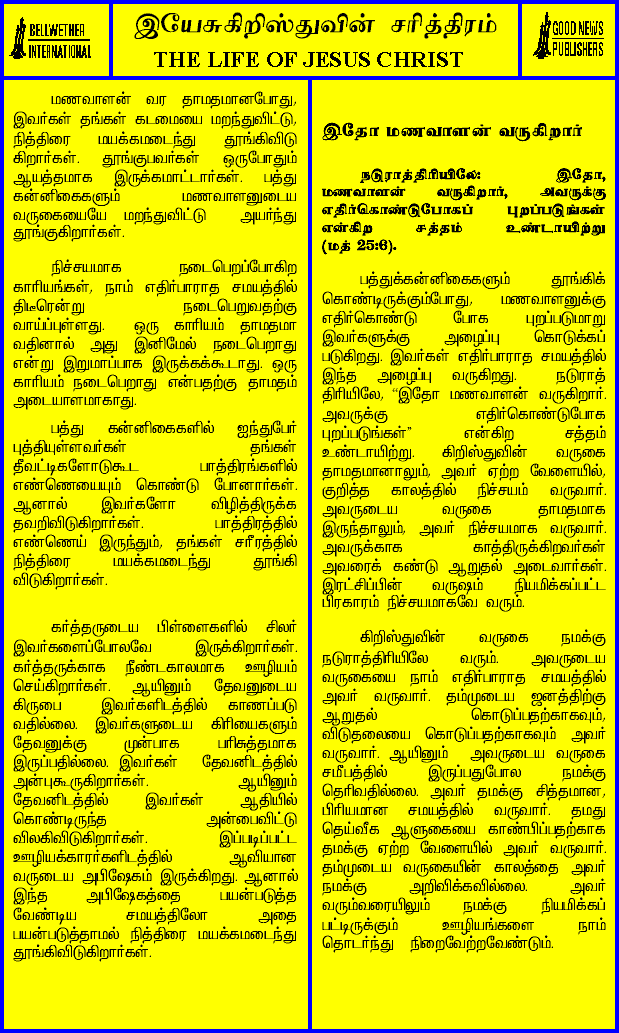 BELLWETHER
INTERNATIONAL
இயேசுகிறிஸ்துவின் சரித்திரம்
THE LIFE OF JESUS CHRIST
GOOD NEWS
PUBLISHERS
மணவாளன் வர தாமதமானபோது,
இவர்கள் தங்கள் கடமையை மறந்துவிட்டு,
நித்திரை மயக்கமடைந்து தூங்கிவிடு
கிறார்கள். தூங்குபவர்கள் ஒருபோதும்
ஆயத்தமாக இருக்கமாட்டார்கள். பத்து
கன்னிகைகளும் மணவாளனுடைய
வருகையையே மறந்துவிட்டு அயர்ந்து
தூங்குகிறார்கள்.
நிச்சயமாக நடைபெறப்போகிற
காரியங்கள், நாம் எதிர்பாராத சமயத்தில்
திடீரென்று நடைபெறுவதற்கு
வாய்ப்புள்ளது. ஒரு காரியம் தாமதமா
வதினால் அது இனிமேல் நடைபெறாது
என்று இறுமாப்பாக இருக்கக்கூடாது. ஒரு
காரியம் நடைபெறாது என்பதற்கு தாமதம்
அடையாளமாகாது.
பத்து கன்னிகைகளில் ஐந்துபேர்
புத்தியுள்ளவர்கள் தங்கள்
தீவட்டிகளோடுகூட பாத்திரங்களில்
எண்ணெயையும் கொண்டு போனார்கள்.
ஆனால் இவர்களோ விழித்திருக்க
தவறிவிடுகிறார்கள். பாத்திரத்தில்
எண்ணெய் இருந்தும், தங்கள் சரீரத்தில்
நித்திரை மயக்கமடைந்து தூங்கி
விடுகிறார்கள்.
கர்த்தருடைய பிள்ளைகளில் சிலர்
இவர்களைப்போலவே இருக்கிறார்கள்.
கர்த்தருக்காக நீண்டகாலமாக ஊழியம்
செய்கிறார்கள். ஆயினும் தேவனுடைய
கிருபை இவர்களிடத்தில் காணப்படு
வதில்லை. இவர்களுடைய கிரியைகளும்
தேவனுக்கு முன்பாக பரிசுத்தமாக
இருப்பதில்லை. இவர்கள் தேவனிடத்தில்
அன்புகூருகிறார்கள். ஆயினும்
தேவனிடத்தில் இவர்கள் ஆதியில்
கொண்டிருந்த அன்பைவிட்டு
விலகிவிடுகிறார்கள். இப்படிப்பட்ட
ஊழியக்காரர்களிடத்தில் ஆவியான
வருடைய அபிஷேகம் இருக்கிறது. ஆனால்
இந்த அபிஷேகத்தை பயன்படுத்த
வேண்டிய சமயத்திலோ அதை
பயன்படுத்தாமல் நித்திரை மயக்கமடைந்து
தூங்கிவிடுகிறார்கள்.
இதோ மணவாளன் வருகிறார்
நடுராத்திரியிலே: இதோ,
மணவாளன் வருகிறார், அவருக்கு
எதிர்கொண்டுபோகப் புறப்படுங்கள்
என்கிற சத்தம் உண்டாயிற்று
(மத் 25:6).
பத்துக்கன்னிகைகளும் தூங்கிக்
கொண்டிருக்கும்போது, மணவாளனுக்கு
எதிர்கொண்டு போக புறப்படுமாறு
இவர்களுக்கு அழைப்பு கொடுக்கப்
படுகிறது. இவர்கள் எதிர்பாராத சமயத்தில்
இந்த அழைப்பு வருகிறது. நடுராத்
திரியிலே, “இதோ மணவாளன் வருகிறார்.
அவருக்கு எதிர்கொண்டுபோக
புறப்படுங்கள்” என்கிற சத்தம்
உண்டாயிற்று. கிறிஸ்துவின் வருகை
தாமதமானாலும், அவர் ஏற்ற வேளையில்,
குறித்த காலத்தில் நிச்சயம் வருவார்.
அவருடைய வருகை தாமதமாக
இருந்தாலும், அவர் நிச்சயமாக வருவார்.
அவருக்காக காத்திருக்கிறவர்கள்
அவரைக் கண்டு ஆறுதல் அடைவார்கள்.
இரட்சிப்பின் வருஷம் நியமிக்கப்பட்ட
பிரகாரம் நிச்சயமாகவே வரும்.
கிறிஸ்துவின் வருகை நமக்கு
நடுராத்திரியிலே வரும். அவருடைய
வருகையை நாம் எதிர்பாராத சமயத்தில்
அவர் வருவார். தம்முடைய ஜனத்திற்கு
ஆறுதல் கொடுப்பதற்காகவும்,
விடுதலையை கொடுப்பதற்காகவும் அவர்
வருவார். ஆயினும் அவருடைய வருகை
சமீபத்தில் இருப்பதுபோல நமக்கு
தெரிவதில்லை. அவர் தமக்கு சித்தமான,
பிரியமான சமயத்தில் வருவார். தமது
தெய்வீக ஆளுகையை காண்பிப்பதற்காக
தமக்கு ஏற்ற வேளையில் அவர் வருவார்.
தம்முடைய வருகையின் காலத்தை அவர்
நமக்கு அறிவிக்கவில்லை. அவர்
வரும்வரையிலும் நமக்கு நியமிக்கப்
பட்டிருக்கும் ஊழியங்களை நாம்
தொடர்ந்து நிறைவேற்றவேண்டும்.